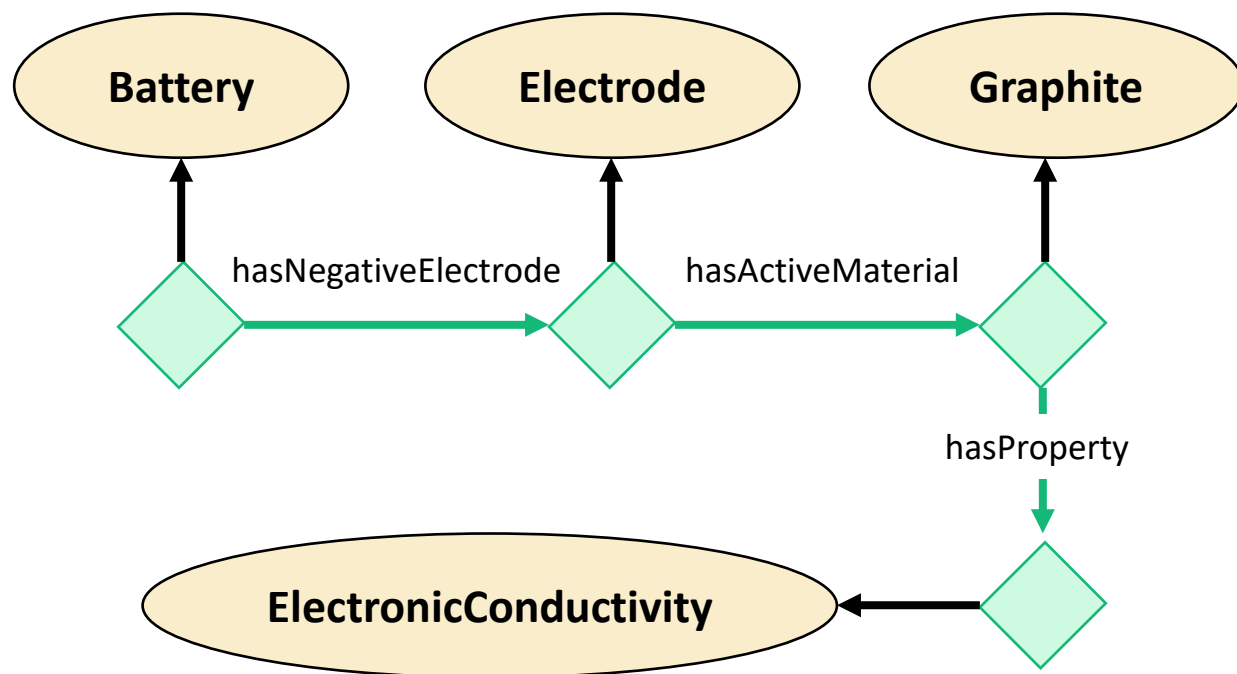 Battery
Electrode
Graphite
hasNegativeElectrode
hasActiveMaterial
hasProperty
ElectronicConductivity